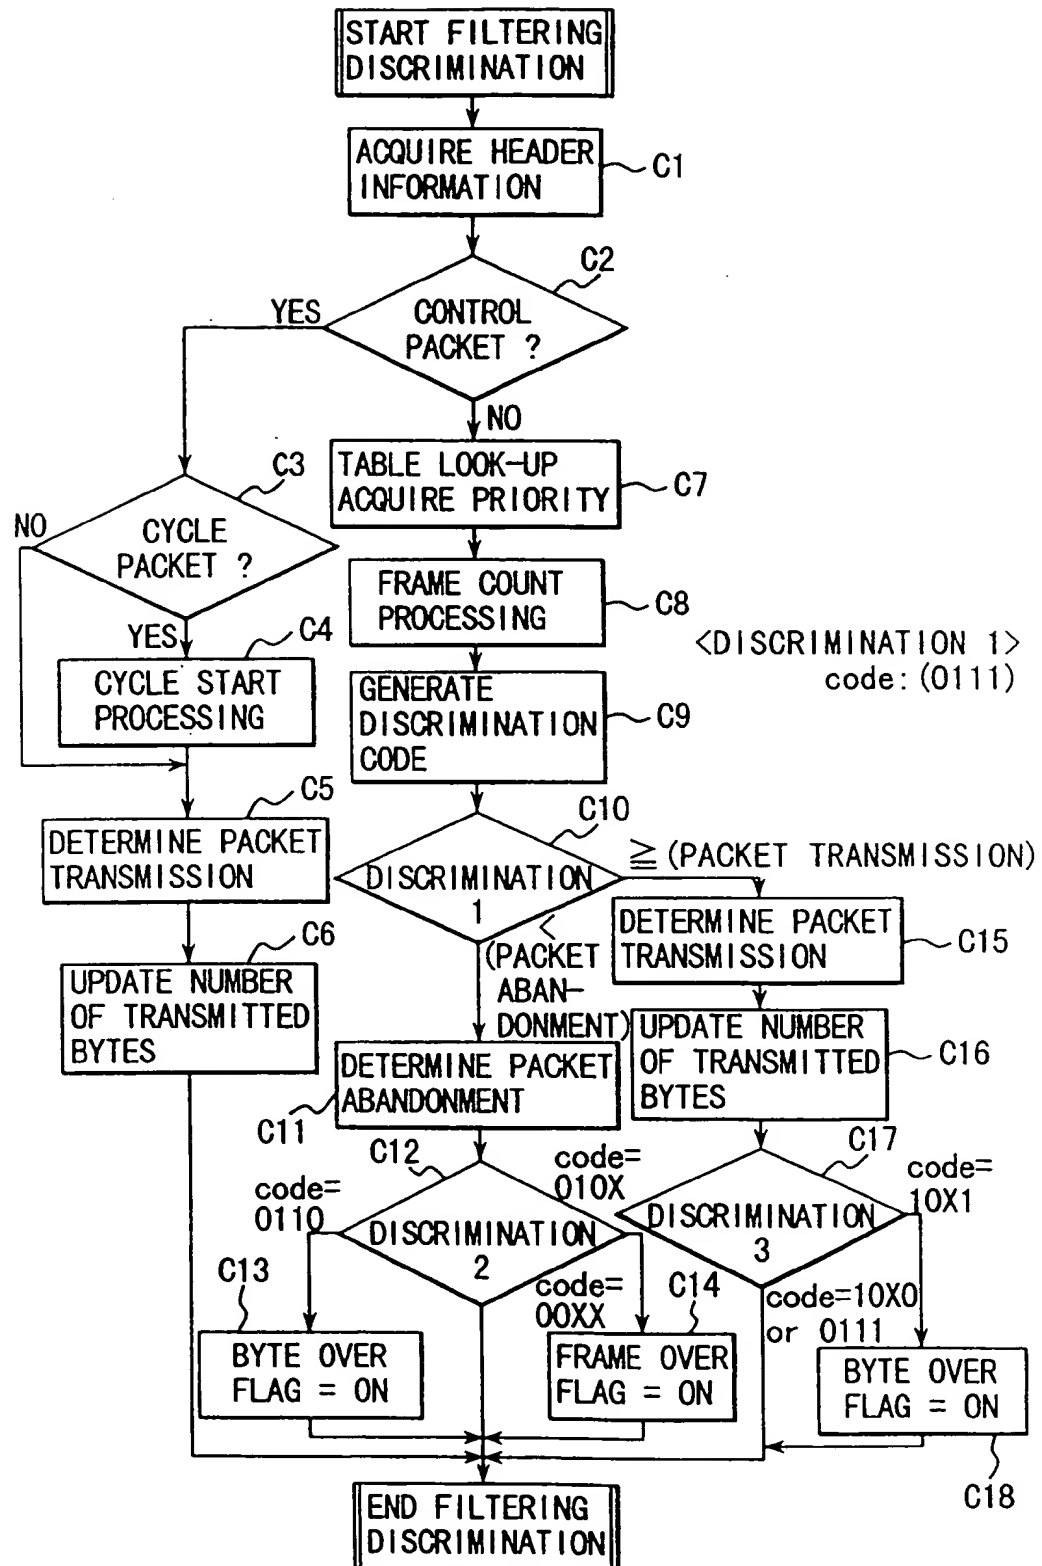 START FILTERING
DISCRIMINATION
ACQUIRE HEADER
INFORMATION
C1
C2
YES
CONTROL
PACKET ?
NO
C3
TABLE LOOK-UP
ACQUIRE PRIORITY
C7
NO
CYCLE
PACKET ?
FRAME COUNT
PROCESSING
C8
YES
C4
<DISCRIMINATION 1>
code:(0111)
CYCLE START
PROCESSING
GENERATE
DISCRIMINATION
CODE
C9
C5
C10
DETERMINE PACKET
TRANSMISSION
≧(PACKET TRANSMISSION)
DISCRIMINATION
1
<
(PACKET
ABAN-
DONMENT)
DETERMINE PACKET
TRANSMISSION
C15
C6
UPDATE NUMBER
OF TRANSMITTED
BYTES
UPDATE NUMBER
OF TRANSMITTED
BYTES
C16
DETERMINE PACKET
ABANDONMENT
C11
C12
C17
code=
0110
code=
010X
code=
10X1
DISCRIMINATION
2
DISCRIMINATION
3
C13
code=
00XX
C14
code=10X0
or 0111
BYTE OVER
FLAG = ON
FRAME OVER
FLAG = ON
BYTE OVER
FLAG = ON
C18
END FILTERING
DISCRIMINATION